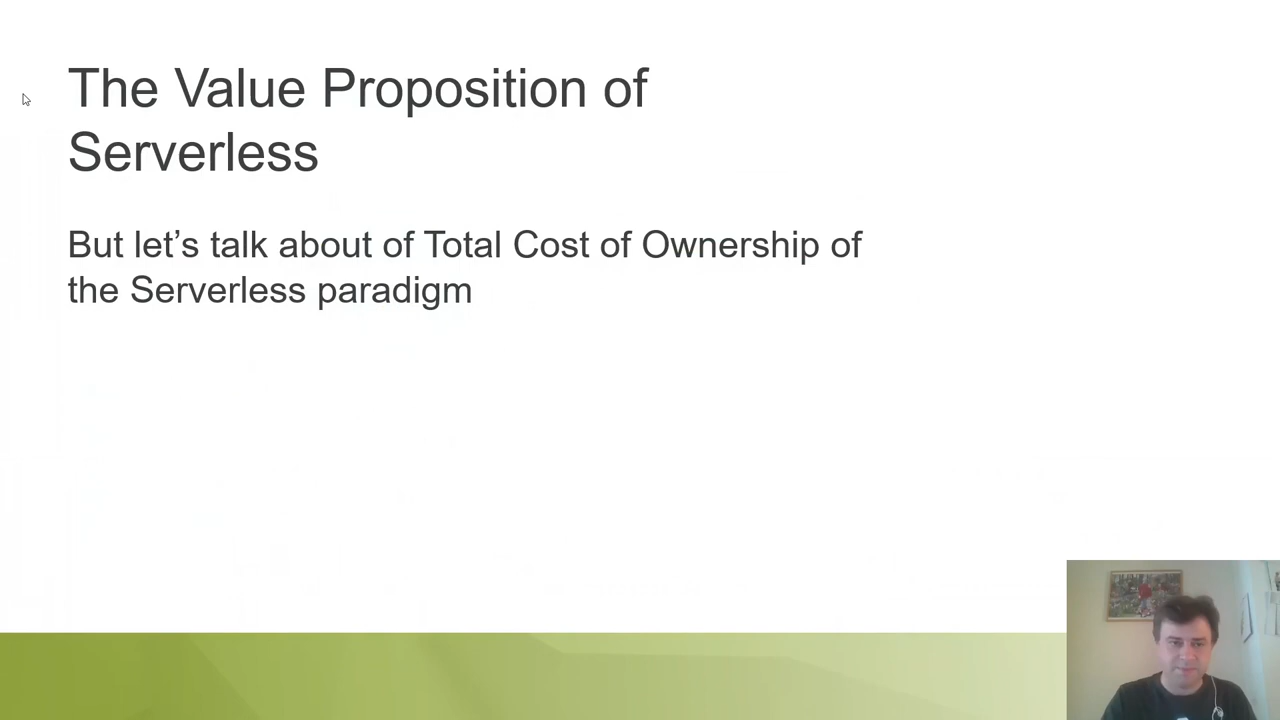 The Value Proposition of
Serverless
But let’s talk about of Total Cost of Ownership of
the Serverless paradigm